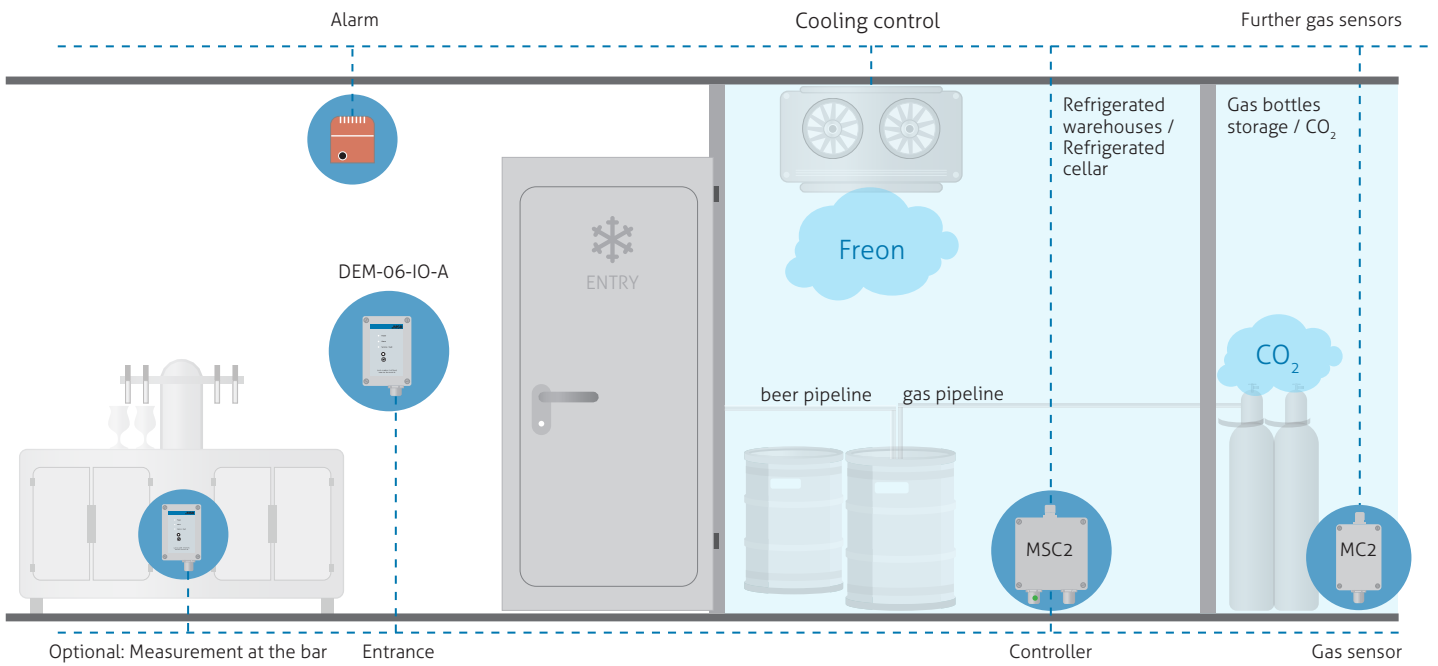 Alarm
Cooling control
Further gas sensors
Refrigerated
warehouses /
Refrigerated
cellar
Gas bottles
storage / CO₂
Freon
DEM-06-IO-A
ENTRY
CO₂
beer pipeline
gas pipeline
MSC2
MC2
Optional: Measurement at the bar
Entrance
Controller
Gas sensor